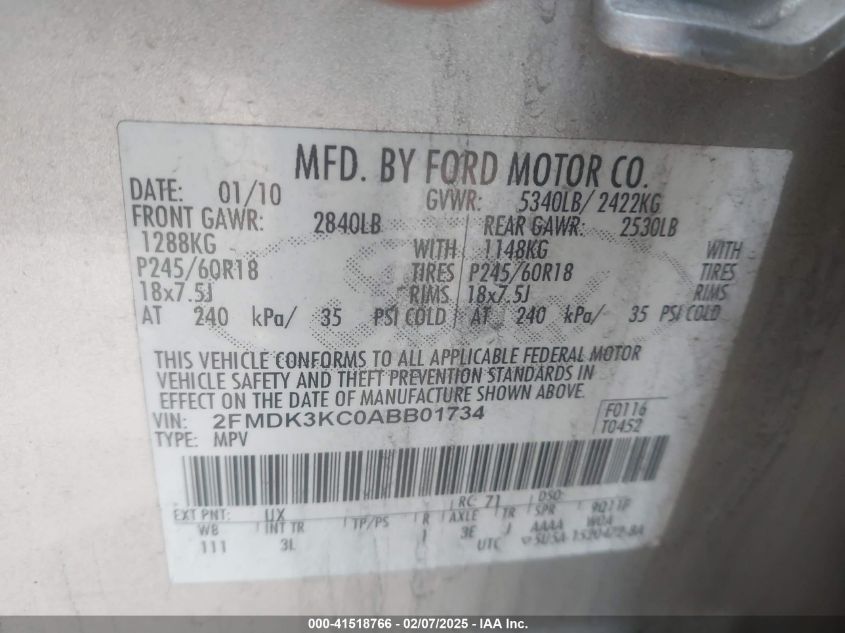 MFD. BY FORD MOTOR CO.
DATE: 01/10 GVWR: 5340LB/ 2422KG
FRONT GAWR: 2840LB REAR GAWR: 2530LB
1288KG WITH 1148KG WITH
P245/60R18 TIRES P245/60R18 TIRES
18x7.5J RIMS 18x7.5J RIMS
AT 240 kPa/ 35 PSI COLD AT 240 kPa/ 35 PSI COLD
THIS VEHICLE CONFORMS TO ALL APPLICABLE FEDERAL MOTOR
VEHICLE SAFETY AND THEFT PREVENTION STANDARDS IN
EFFECT ON THE DATE OF MANUFACTURE SHOWN ABOVE.
VIN: 2FMDK3KC0ABB01734 F0116
TYPE: MPV T0452
EXT PNT: UX RC: 71 DSO:
WB INT TR TP/PS R AXLE TR SPR
111 3L 1 3E J AAAA
UTC
000-41518766 - 02/07/2025 - IAA Inc.